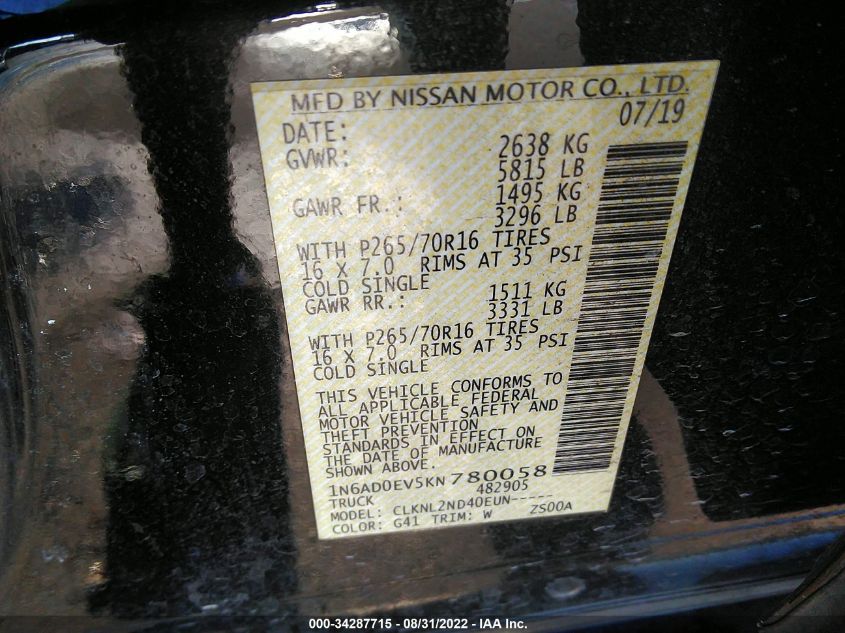 MFD BY NISSAN MOTOR CO., LTD.
DATE: 07/19
GVWR: 2638 KG
5815 LB
GAWR FR.: 1495 KG
3296 LB
WITH P265/70R16 TIRES
16 X 7.0 RIMS AT 35 PSI
COLD SINGLE
GAWR RR.: 1511 KG
3331 LB
WITH P265/70R16 TIRES
16 X 7.0 RIMS AT 35 PSI
COLD SINGLE
THIS VEHICLE CONFORMS TO
ALL APPLICABLE FEDERAL
MOTOR VEHICLE SAFETY AND
THEFT PREVENTION
STANDARDS IN EFFECT ON
THE DATE OF MANUFACTURE
SHOWN ABOVE.
1N6AD0EV5KN780058
TRUCK 482905
MODEL: CLKNL2ND40EUN-----
COLOR: G41 TRIM: W ZS00A
000-34287715 - 08/31/2022 - IAA Inc.